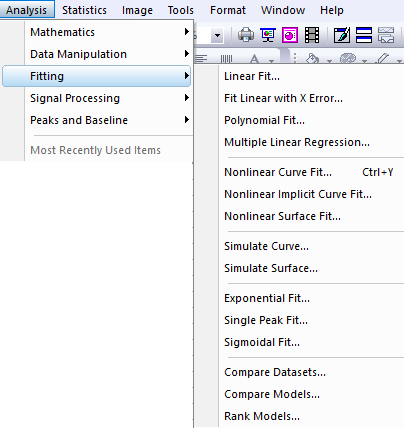 Analysis Statistics Image Tools Format Window Help
Mathematics
Data Manipulation
Fitting
Signal Processing
Peaks and Baseline
Most Recently Used Items
Linear Fit...
Fit Linear with X Error...
Polynomial Fit...
Multiple Linear Regression...
Nonlinear Curve Fit... Ctrl+Y
Nonlinear Implicit Curve Fit...
Nonlinear Surface Fit...
Simulate Curve...
Simulate Surface...
Exponential Fit...
Single Peak Fit...
Sigmoidal Fit...
Compare Datasets...
Compare Models...
Rank Models...